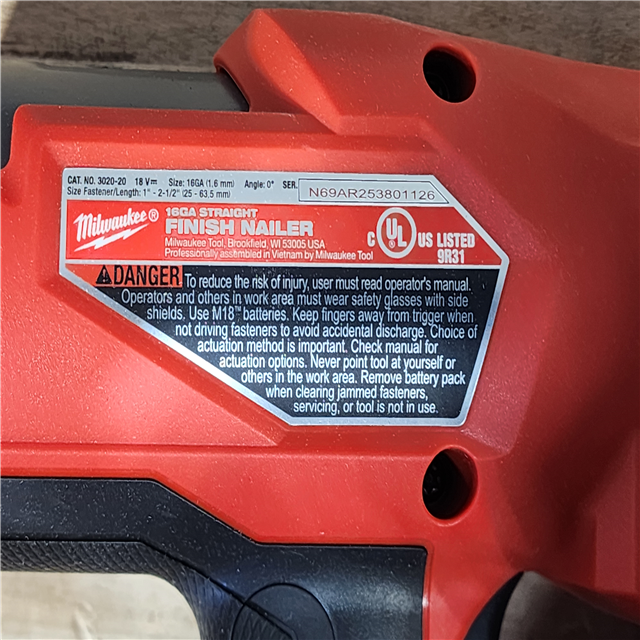 CAT. NO. 3020-20 18 V⎓ Size: 16GA (1.6 mm) Angle: 0° SER. N69AR253801126
Size Fastener/Length: 1" - 2-1/2" (25 - 63,5 mm)
Milwaukee®
16GA STRAIGHT
FINISH NAILER
Milwaukee Tool, Brookfield, WI 53005 USA
Professionally assembled in Vietnam by Milwaukee Tool
C UL US LISTED
9R31
DANGER To reduce the risk of injury, user must read operator's manual.
Operators and others in work area must wear safety glasses with side
shields. Use M18™ batteries. Keep fingers away from trigger when
not driving fasteners to avoid accidental discharge. Choice of
actuation method is important. Check manual for
actuation options. Never point tool at yourself or
others in the work area. Remove battery pack
when clearing jammed fasteners,
servicing, or tool is not in use.